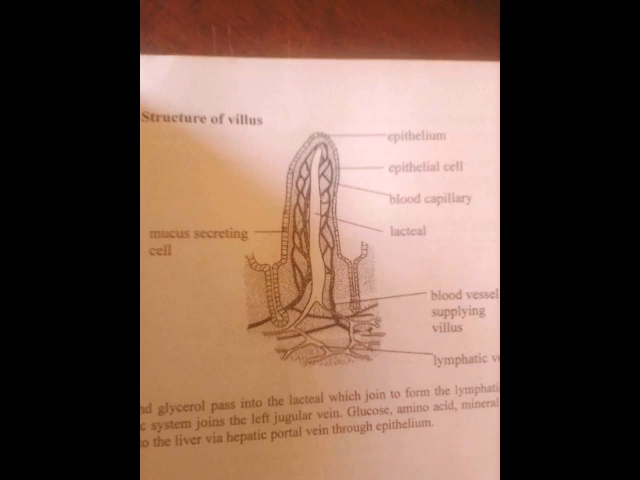 Structure of villus
epithelium
epithelial cell
blood capillary
lacteal
mucus secreting
cell
blood vessel
supplying
villus
lymphatic
glycerol pass into the lacteal which join to form the
system joins the left jugular vein. Glucose, amino acid, mineral
the liver via hepatic portal vein through epithelium.